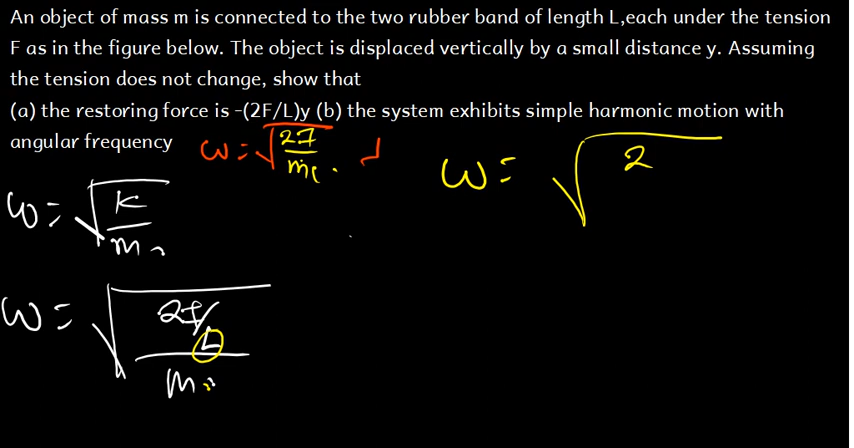 An object of mass m is connected to the two rubber band of length L,each under the tension
F as in the figure below. The object is displaced vertically by a small distance y. Assuming
the tension does not change, show that
(a) the restoring force is -(2F/L)y (b) the system exhibits simple harmonic motion with
angular frequency
ω = √(2F/mL).
ω = √(K/m)
ω = √2
ω = √((2F/L)/m)